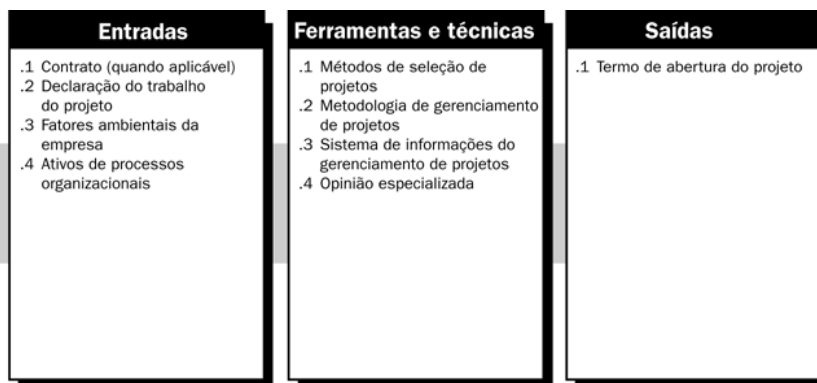 Entradas
.1 Contrato (quando aplicável)
.2 Declaração do trabalho
do projeto
.3 Fatores ambientais da
empresa
.4 Ativos de processos
organizacionais
Ferramentas e técnicas
.1 Métodos de seleção de
projetos
.2 Metodologia de gerenciamento
de projetos
.3 Sistema de informações do
gerenciamento de projetos
.4 Opinião especializada
Saídas
.1 Termo de abertura do projeto